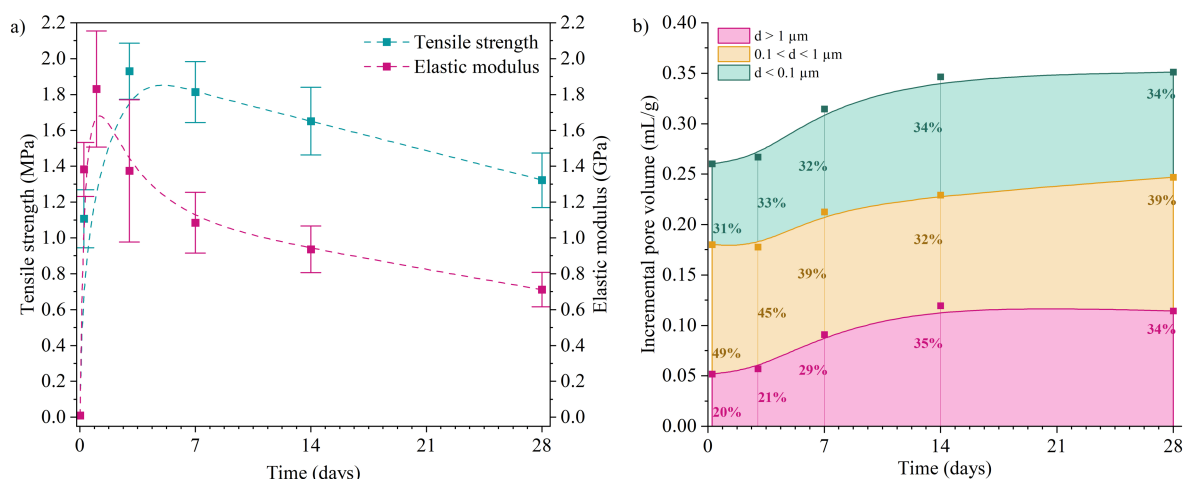 a)
Tensile strength (MPa)
2.2
2.0
1.8
1.6
1.4
1.2
1.0
0.8
0.6
0.4
0.2
0.0
Tensile strength
Elastic modulus
2.2
2.0
1.8
1.6
1.4
1.2
1.0
0.8
0.6
0.4
0.2
0.0
Elastic modulus (GPa)
0 7 14 21 28
Time (days)
b)
Incremental pore volume (mL/g)
d > 1 µm
0.1 < d < 1 µm
d < 0.1 µm
0.35
0.30
0.25
0.20
0.15
0.10
0.05
0.00
31% 33% 32% 34% 34%
49% 45% 39% 32% 39%
20% 21% 29% 35% 34%
0 7 14 21 28
Time (days)